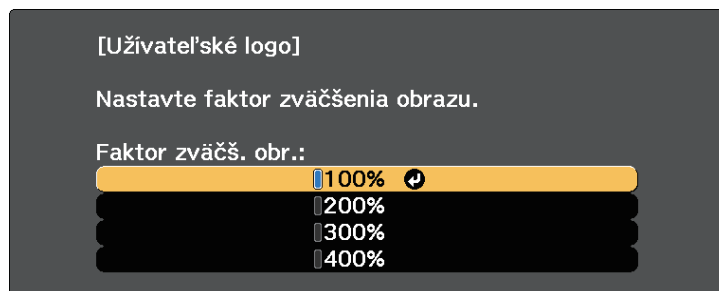 [Užívateľské logo]
Nastavte faktor zväčšenia obrazu.
Faktor zväčš. obr.:
100%
200%
300%
400%